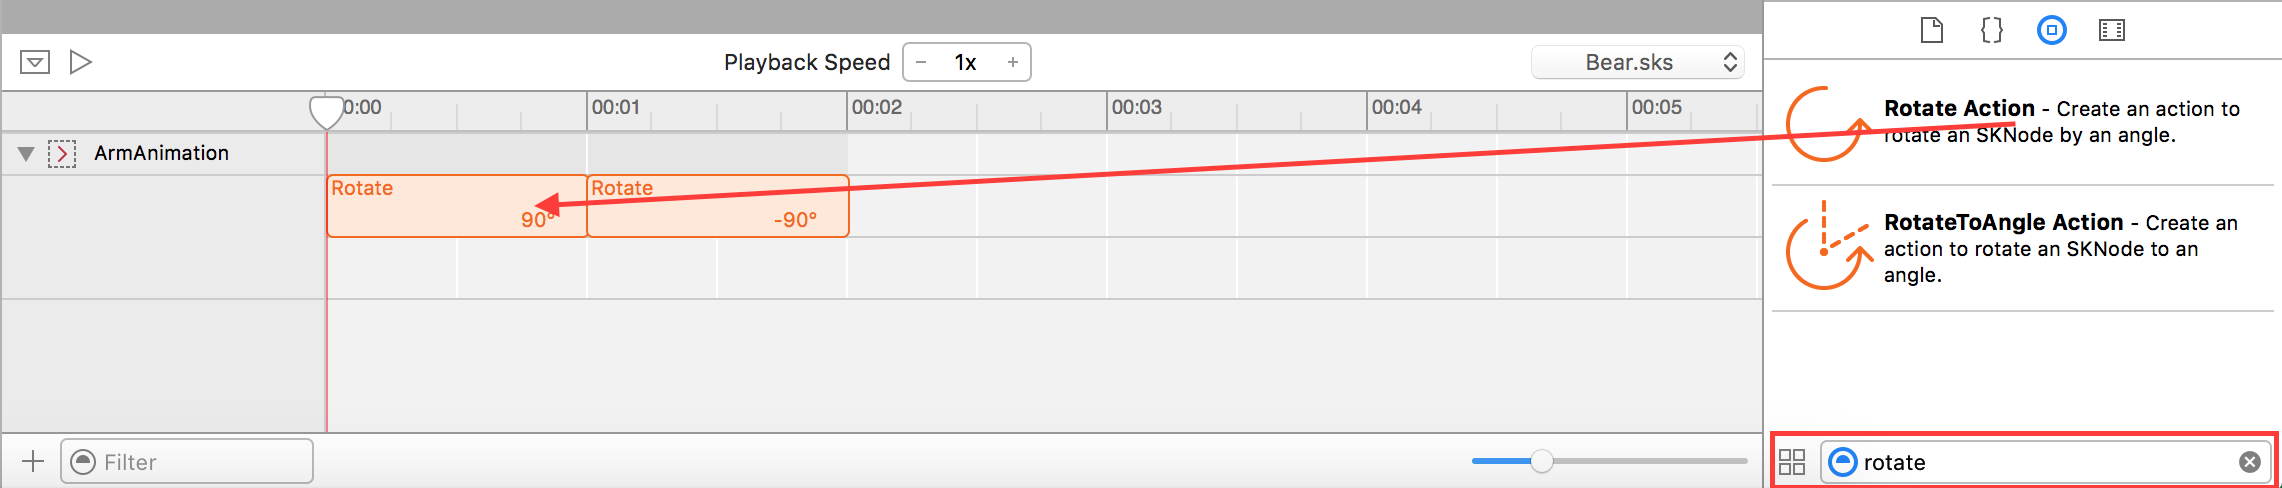 Playback Speed
− 1x +
Bear.sks
0:00
00:01
00:02
00:03
00:04
00:05
ArmAnimation
Rotate
90°
Rotate
-90°
Filter
Rotate Action - Create an action to
rotate an SKNode by an angle.
RotateToAngle Action - Create an
action to rotate an SKNode to an
angle.
rotate